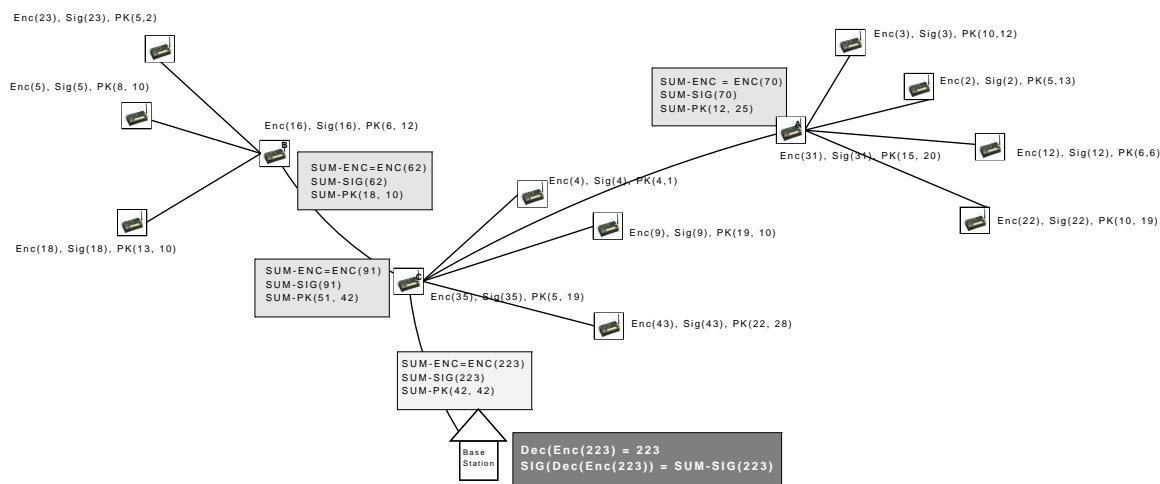 Enc(23), Sig(23), PK(5,2)
Enc(5), Sig(5), PK(8, 10)
Enc(16), Sig(16), PK(6, 12)
B
SUM-ENC=ENC(62)
SUM-SIG(62)
SUM-PK(18, 10)
Enc(18), Sig(18), PK(13, 10)
Enc(3), Sig(3), PK(10,12)
SUM-ENC = ENC(70)
SUM-SIG(70)
SUM-PK(12, 25)
Enc(2), Sig(2), PK(5,13)
A
Enc(31), Sig(31), PK(15, 20)
Enc(12), Sig(12), PK(6,6)
Enc(22), Sig(22), PK(10, 19)
Enc(4), Sig(4), PK(4,1)
Enc(9), Sig(9), PK(19, 10)
SUM-ENC=ENC(91)
SUM-SIG(91)
SUM-PK(51, 42)
C
Enc(35), Sig(35), PK(5, 19)
Enc(43), Sig(43), PK(22, 28)
SUM-ENC=ENC(223)
SUM-SIG(223)
SUM-PK(42, 42)
Base
Station
Dec(Enc(223) = 223
SIG(Dec(Enc(223)) = SUM-SIG(223)